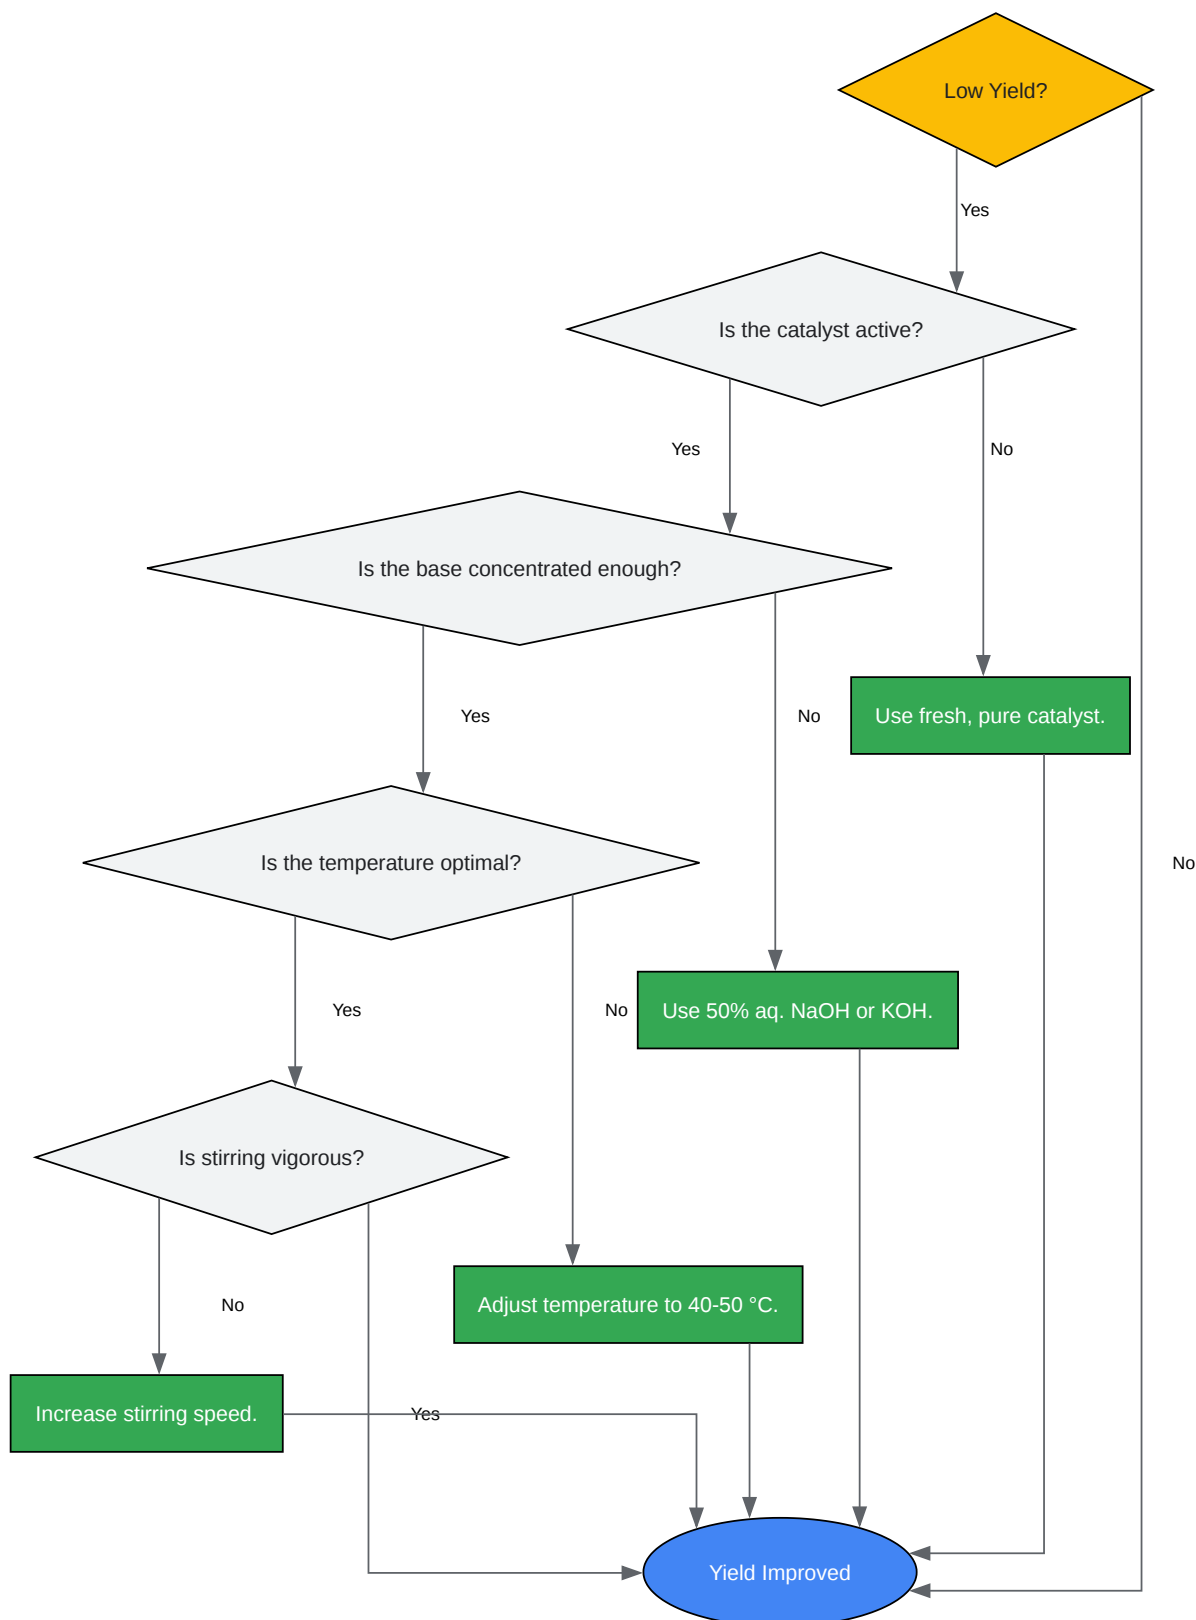 Low Yield?
Yes
Is the catalyst active?
Yes
No
Is the base concentrated enough?
Yes
No
Use fresh, pure catalyst.
Is the temperature optimal?
No
Yes
No
Use 50% aq. NaOH or KOH.
Is stirring vigorous?
No
Adjust temperature to 40-50 °C.
Increase stirring speed.
Yes
Yield Improved